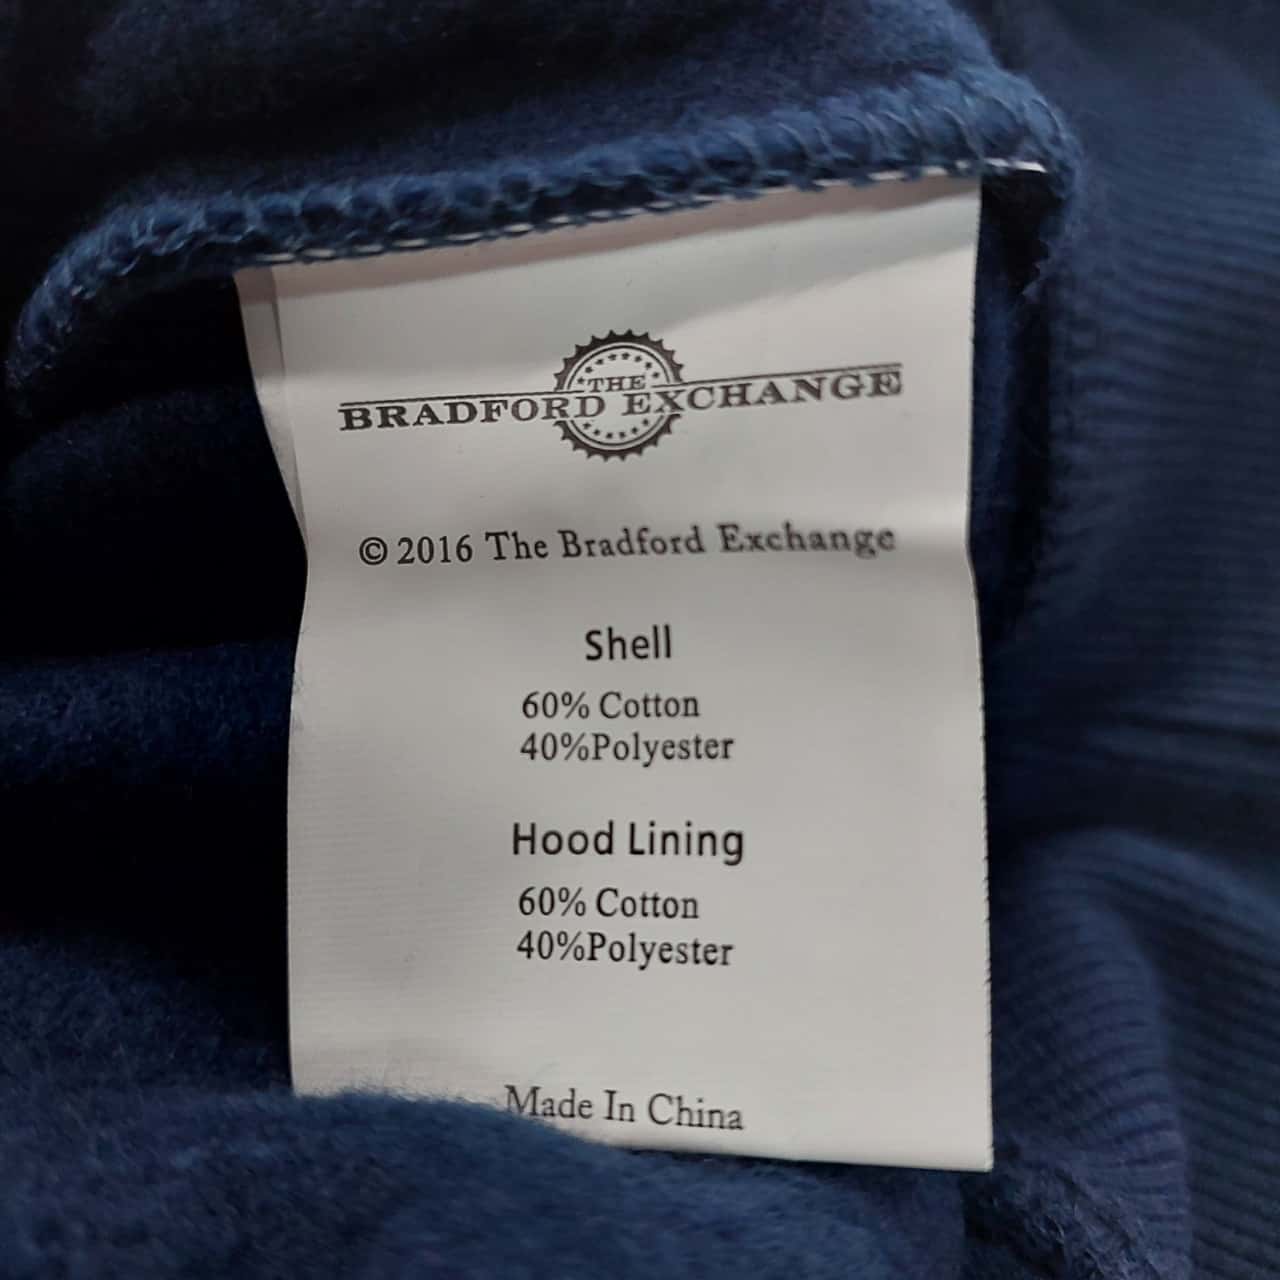 THE
BRADFORD EXCHANGE
© 2016 The Bradford Exchange
Shell
60% Cotton
40%Polyester
Hood Lining
60% Cotton
40%Polyester
Made In China